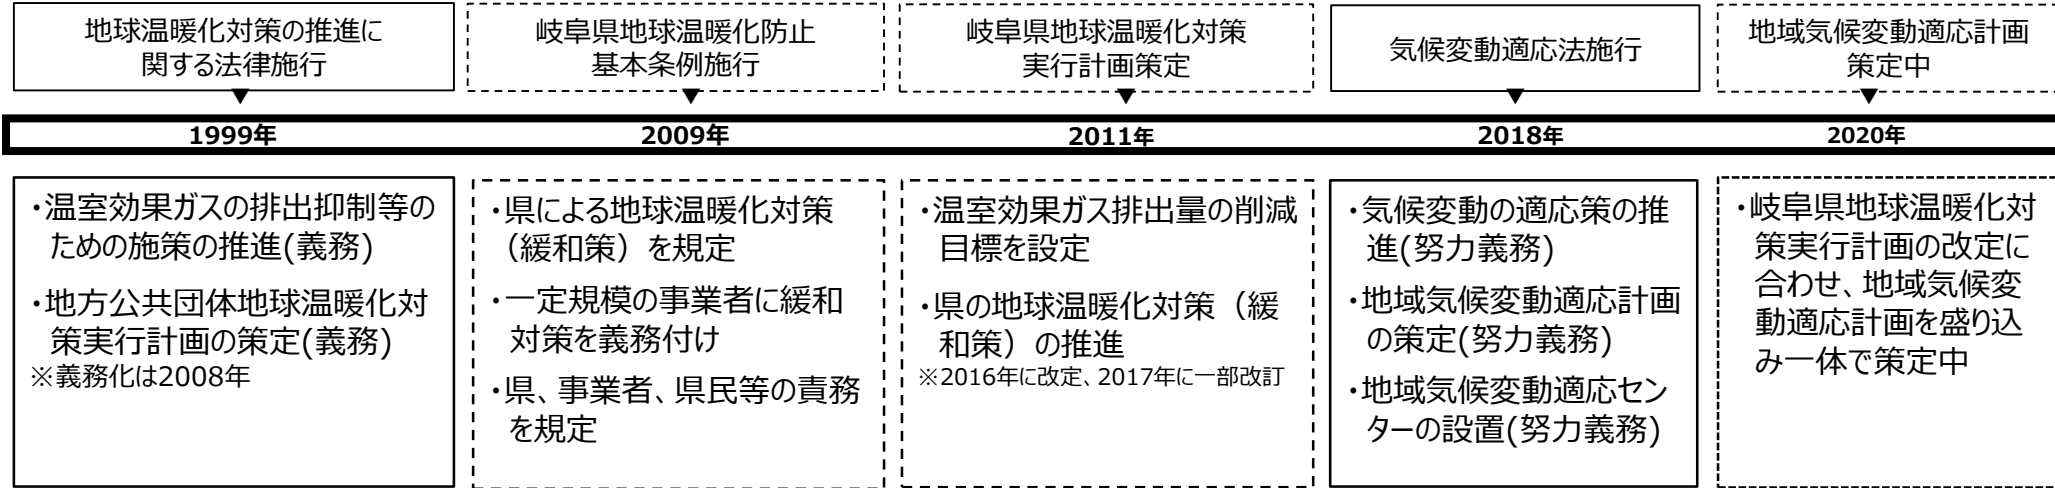 地球温暖化対策の推進に
関する法律施行
岐阜県地球温暖化防止
基本条例施行
岐阜県地球温暖化対策
実行計画策定
気候変動適応法施行
地域気候変動適応計画
策定中
1999年
2009年
2011年
2018年
2020年
・温室効果ガスの排出抑制等の
ための施策の推進(義務)
・地方公共団体地球温暖化対
策実行計画の策定(義務)
※義務化は2008年
・県による地球温暖化対策
（緩和策）を規定
・一定規模の事業者に緩和
対策を義務付け
・県、事業者、県民等の責務
を規定
・温室効果ガス排出量の削減
目標を設定
・県の地球温暖化対策（緩
和策）の推進
※2016年に改定、2017年に一部改訂
・気候変動の適応策の推
進(努力義務)
・地域気候変動適応計画
の策定(努力義務)
・地域気候変動適応セン
ターの設置(努力義務)
・岐阜県地球温暖化対
策実行計画の改定に
合わせ、地域気候変
動適応計画を盛り込
み一体で策定中